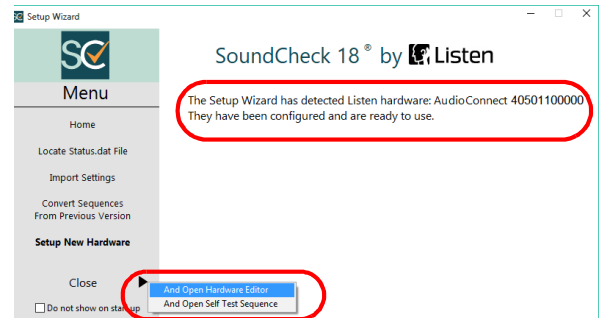 SC Setup Wizard
SC
Menu
Home
Locate Status.dat File
Import Settings
Convert Sequences
From Previous Version
Setup New Hardware
Close
Do not show on startup
SoundCheck 18 ® by Listen
The Setup Wizard has detected Listen hardware: AudioConnect 40501100000
They have been configured and are ready to use.
And Open Hardware Editor
And Open Self Test Sequence